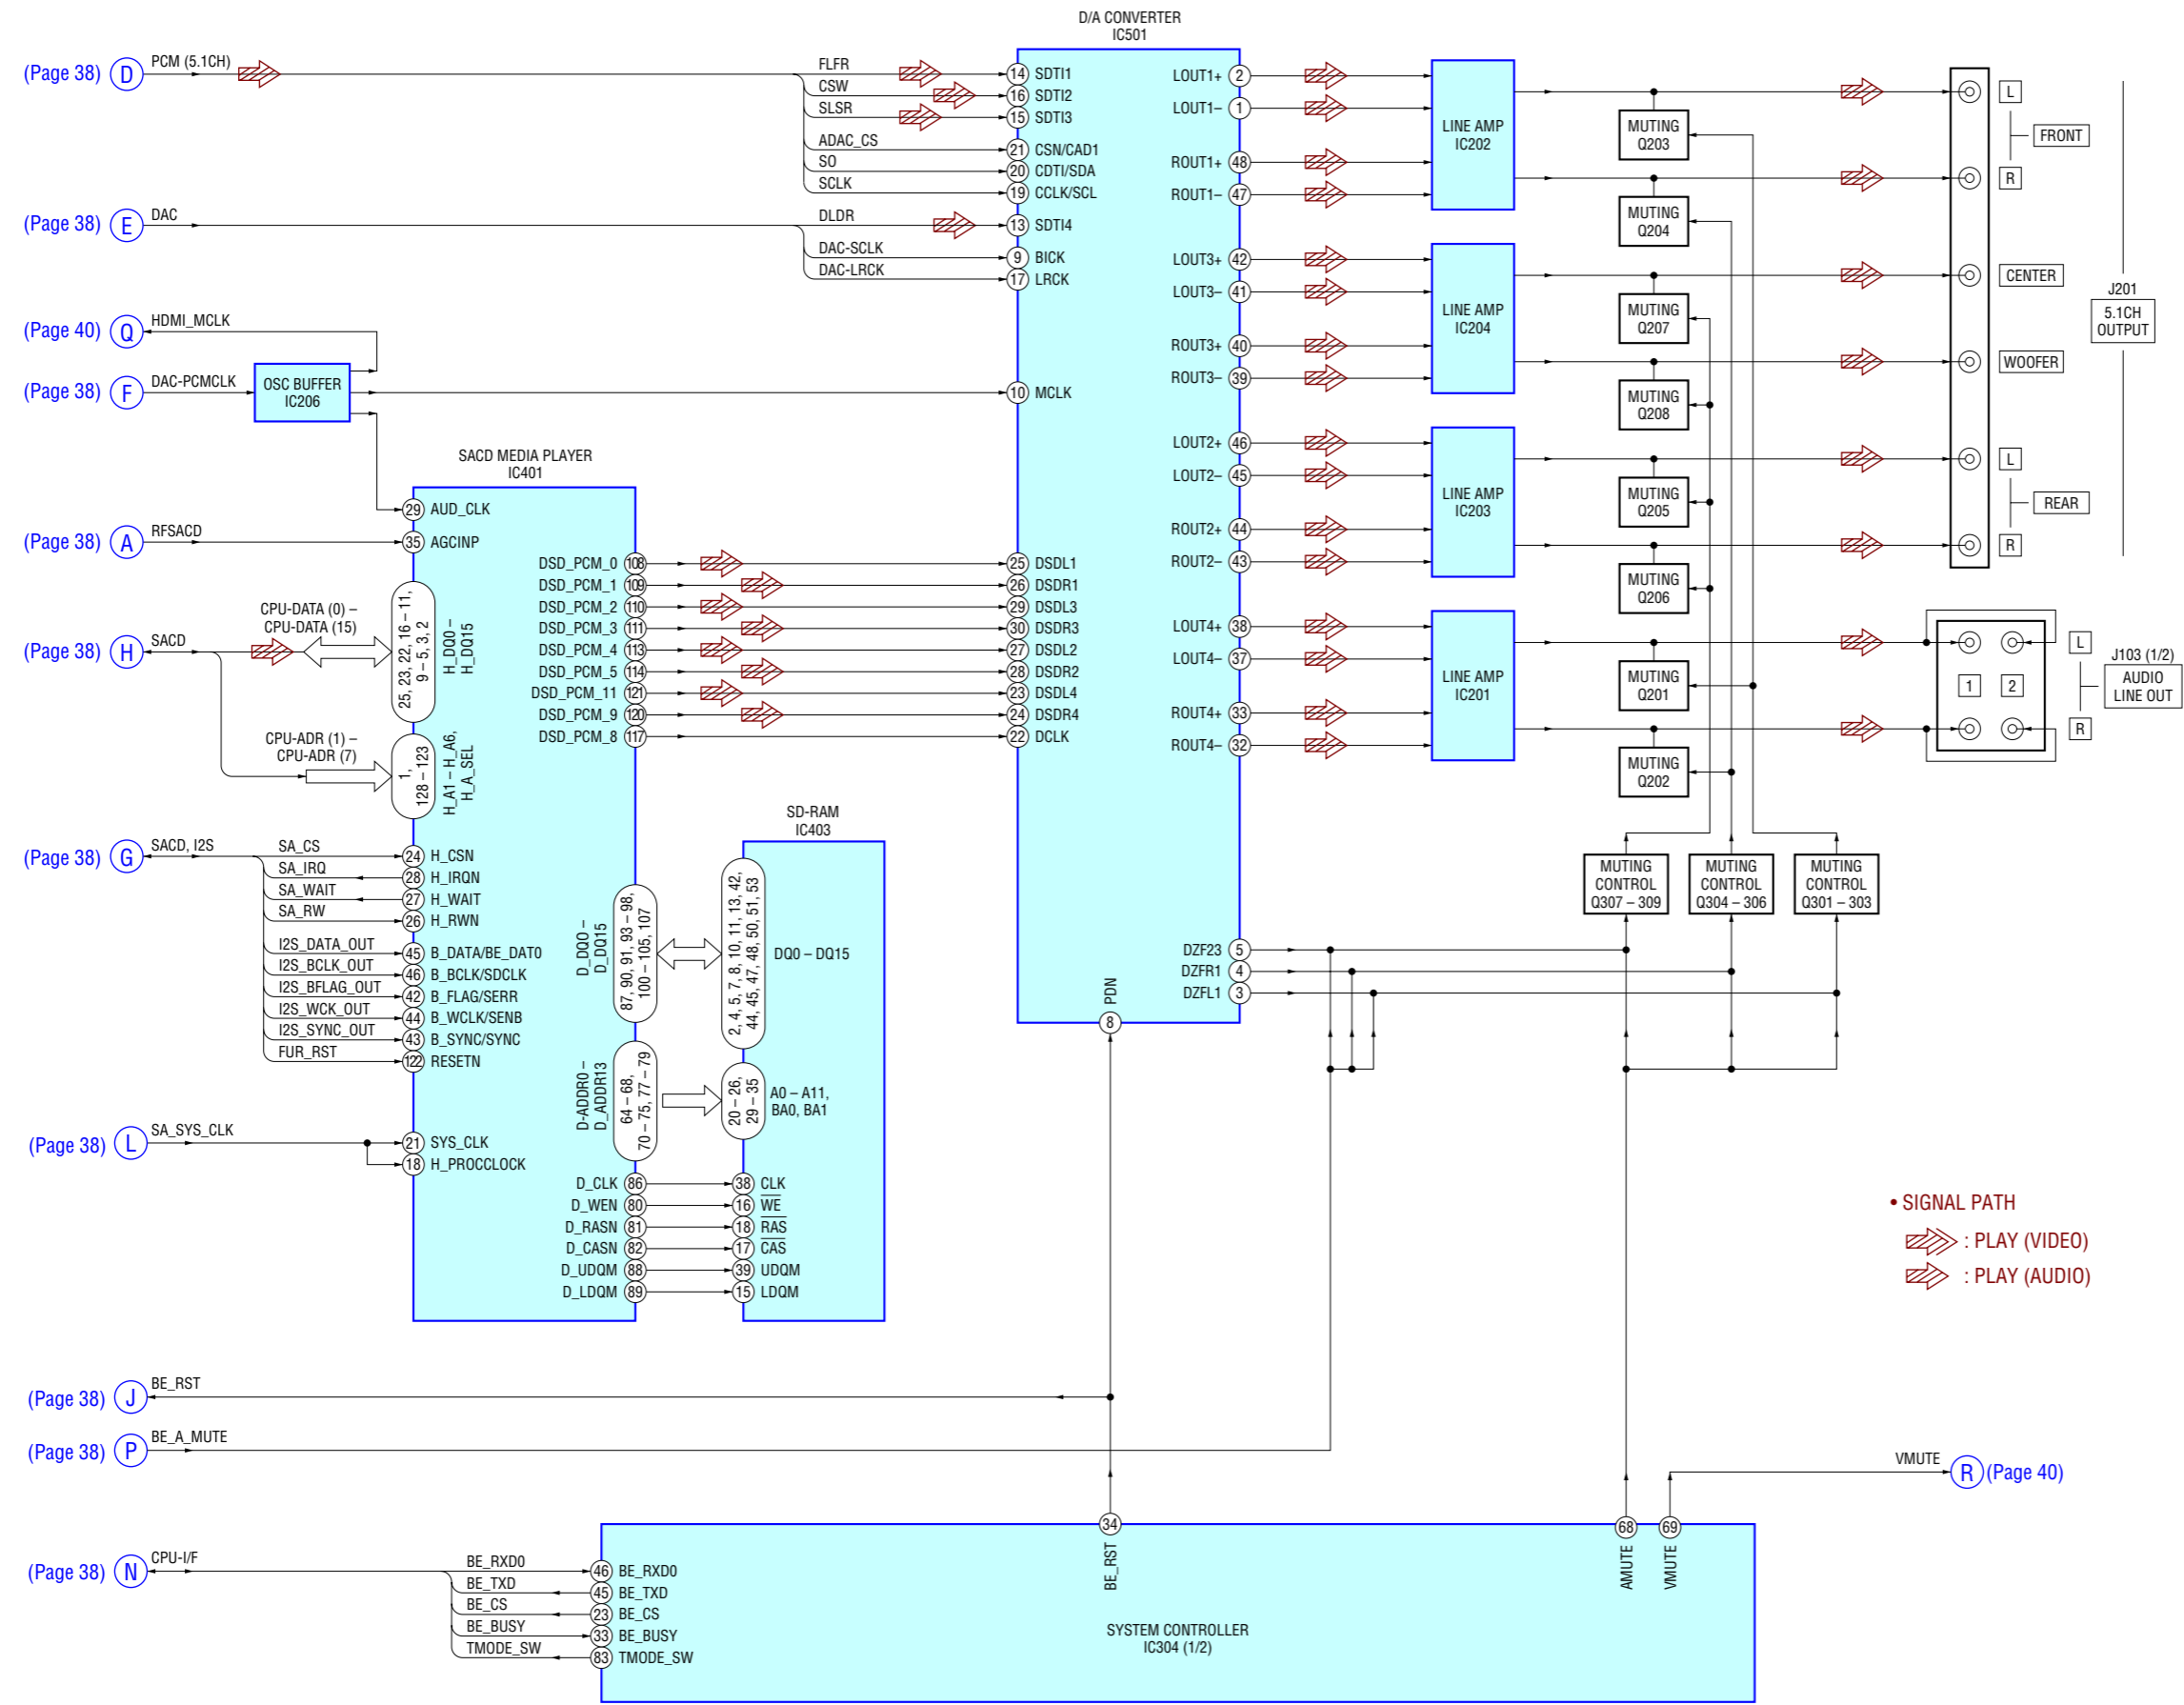 D/A CONVERTER
IC501
(Page 38) D PCM (5.1CH)
FLFR
CSW
SLSR
ADAC_CS
SO
SCLK
14 SDTI1
16 SDTI2
15 SDTI3
21 CSN/CAD1
20 CDTI/SDA
19 CCLK/SCL
(Page 38) E DAC
DLDR
DAC-SCLK
DAC-LRCK
13 SDTI4
9 BICK
17 LRCK
(Page 40) Q HDMI_MCLK
(Page 38) F DAC-PCMCLK
OSC BUFFER
IC206
10 MCLK
LOUT1+ 2
LOUT1– 1
ROUT1+ 48
ROUT1– 47
LOUT3+ 42
LOUT3– 41
ROUT3+ 40
ROUT3– 39
LOUT2+ 46
LOUT2– 45
ROUT2+ 44
ROUT2– 43
LOUT4+ 38
LOUT4– 37
ROUT4+ 33
ROUT4– 32
LINE AMP
IC202
LINE AMP
IC204
LINE AMP
IC203
LINE AMP
IC201
MUTING
Q203
MUTING
Q204
MUTING
Q207
MUTING
Q208
MUTING
Q205
MUTING
Q206
MUTING
Q201
MUTING
Q202
L
FRONT
R
CENTER
WOOFER
L
REAR
R
J201
5.1CH
OUTPUT
L
1 2
R
J103 (1/2)
AUDIO
LINE OUT
SACD MEDIA PLAYER
IC401
29 AUD_CLK
(Page 38) A RFSACD
35 AGCINP
(Page 38) H SACD
CPU-DATA (0) –
CPU-DATA (15)
25, 23, 22, 16 – 11,
9 – 5, 3, 2
H_DQ0 –
H_DQ15
CPU-ADR (1) –
CPU-ADR (7)
1,
128 – 123
H_A1 – H_A6,
H_A_SEL
DSD_PCM_0 108
DSD_PCM_1 109
DSD_PCM_2 110
DSD_PCM_3 111
DSD_PCM_4 113
DSD_PCM_5 114
DSD_PCM_11 121
DSD_PCM_9 120
DSD_PCM_8 117
25 DSDL1
26 DSDR1
29 DSDL3
30 DSDR3
27 DSDL2
28 DSDR2
23 DSDL4
24 DSDR4
22 DCLK
(Page 38) G SACD, I2S
SA_CS
SA_IRQ
SA_WAIT
SA_RW
I2S_DATA_OUT
I2S_BCLK_OUT
I2S_BFLAG_OUT
I2S_WCK_OUT
I2S_SYNC_OUT
FUR_RST
24 H_CSN
28 H_IRQN
27 H_WAIT
26 H_RWN
45 B_DATA/BE_DAT0
46 B_BCLK/SDCLK
42 B_FLAG/SERR
44 B_WCLK/SENB
43 B_SYNC/SYNC
122 RESETN
(Page 38) L SA_SYS_CLK
21 SYS_CLK
18 H_PROCCLOCK
D_DQ0 –
D_DQ15
87, 90, 91, 93 – 98,
100 – 105, 107
D-ADDR0 –
D_ADDR13
64 – 68,
70 – 75, 77 – 79
D_CLK 86
D_WEN 80
D_RASN 81
D_CASN 82
D_UDQM 88
D_LDQM 89
SD-RAM
IC403
2, 4, 5, 7, 8, 10, 11, 13, 42,
44, 45, 47, 48, 50, 51, 53
DQ0 – DQ15
20 – 26,
29 – 35
A0 – A11,
BA0, BA1
38 CLK
16 WE
18 RAS
17 CAS
39 UDQM
15 LDQM
PDN
8
DZF23 5
DZFR1 4
DZFL1 3
MUTING
CONTROL
Q307 – 309
MUTING
CONTROL
Q304 – 306
MUTING
CONTROL
Q301 – 303
• SIGNAL PATH
: PLAY (VIDEO)
: PLAY (AUDIO)
(Page 38) J BE_RST
(Page 38) P BE_A_MUTE
VMUTE
R (Page 40)
(Page 38) N CPU-I/F
BE_RXD0
BE_TXD
BE_CS
BE_BUSY
TMODE_SW
46 BE_RXD0
45 BE_TXD
23 BE_CS
33 BE_BUSY
83 TMODE_SW
34
BE_RST
68
AMUTE
69
VMUTE
SYSTEM CONTROLLER
IC304 (1/2)